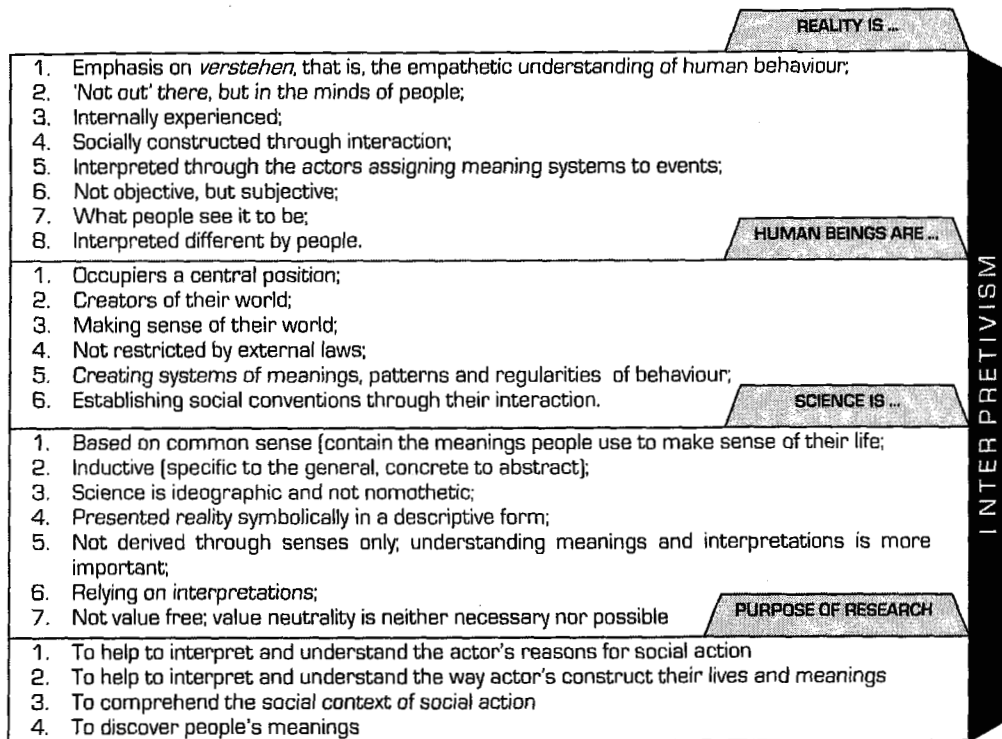 REALITY IS ...
1. Emphasis on verstehen, that is, the empathetic understanding of human behaviour;
2. 'Not out' there, but in the minds of people;
3. Internally experienced;
4. Socially constructed through interaction;
5. Interpreted through the actors assigning meaning systems to events;
6. Not objective, but subjective;
7. What people see it to be;
8. Interpreted different by people.
HUMAN BEINGS ARE ...
1. Occupiers a central position;
2. Creators of their world;
3. Making sense of their world;
4. Not restricted by external laws;
5. Creating systems of meanings, patterns and regularities of behaviour;
6. Establishing social conventions through their interaction.
SCIENCE IS ...
1. Based on common sense (contain the meanings people use to make sense of their life;
2. Inductive (specific to the general, concrete to abstract);
3. Science is ideographic and not nomothetic;
4. Presented reality symbolically in a descriptive form;
5. Not derived through senses only; understanding meanings and interpretations is more
important;
6. Relying on interpretations;
7. Not value free; value neutrality is neither necessary nor possible
PURPOSE OF RESEARCH
1. To help to interpret and understand the actor's reasons for social action
2. To help to interpret and understand the way actor's construct their lives and meanings
3. To comprehend the social context of social action
4. To discover people's meanings
INTERPRETIVISM